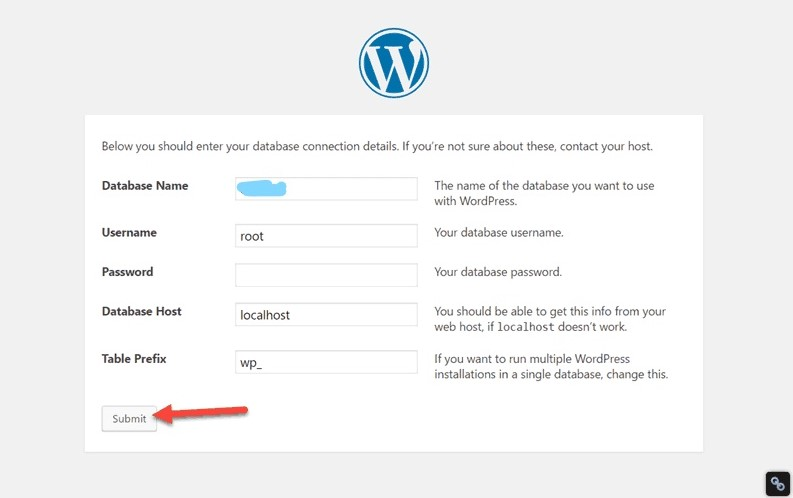 Below you should enter your database connection details. If you're not sure about these, contact your host.
Database Name
The name of the database you want to use
with WordPress.
Username
root
Your database username.
Password
Your database password.
Database Host
localhost
You should be able to get this info from your
web host, if localhost doesn't work.
Table Prefix
wp_
If you want to run multiple WordPress
installations in a single database, change this.
Submit